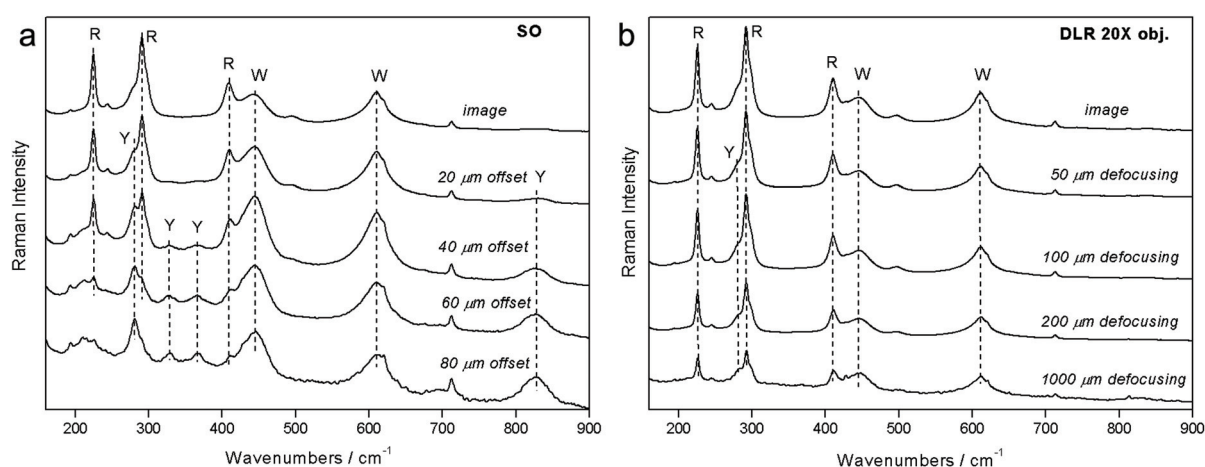 a
SO
R
R
R
W
W
image
Y
20 μm offset
Y
Y
Y
40 μm offset
60 μm offset
80 μm offset
Raman Intensity
200 300 400 500 600 700 800 900
Wavenumbers / cm⁻¹
b
DLR 20X obj.
R
R
R
W
W
image
Y
50 μm defocusing
100 μm defocusing
200 μm defocusing
1000 μm defocusing
Raman Intensity
200 300 400 500 600 700 800 900
Wavenumbers / cm⁻¹